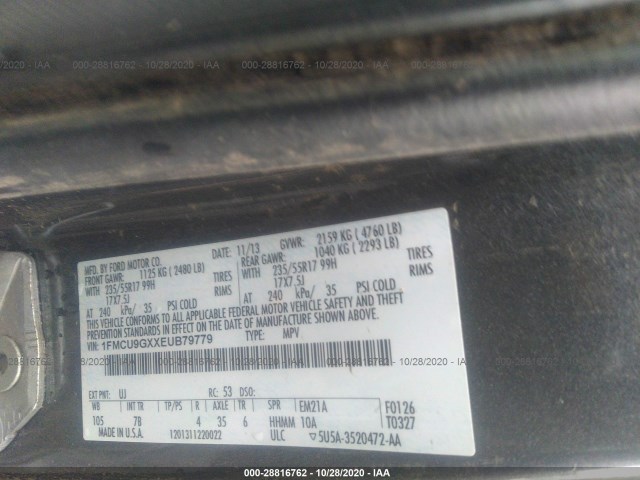 000-28816762 - 10/28/2020 - IAA
000-28816762 - 10/28/2020 - IAA
MFD. BY FORD MOTOR CO.
DATE: 11/13 GVWR: 2159 KG ( 4760 LB)
FRONT GAWR: 1125 KG ( 2480 LB)
REAR GAWR: 1040 KG ( 2293 LB)
WITH 235/55R17 99H TIRES
WITH 235/55R17 99H TIRES
17X7.5J RIMS
17X7.5J RIMS
AT 240 kPa/ 35 PSI COLD
AT 240 kPa/ 35 PSI COLD
THIS VEHICLE CONFORMS TO ALL APPLICABLE FEDERAL MOTOR VEHICLE SAFETY AND THEFT
PREVENTION STANDARDS IN EFFECT ON THE DATE OF MANUFACTURE SHOWN ABOVE.
VIN: 1FMCU9GXXEUB79779
TYPE: MPV
EXT PNT: UJ RC: 53 DSO:
WB INT TR TP/PS R AXLE TR SPR EM21A F0126
105 78 4 35 6 HHMM 10A T0327
MADE IN U.S.A. 1201311220022 ULC 5U5A-3520472-AA
000-28816762 - 10/28/2020 - IAA